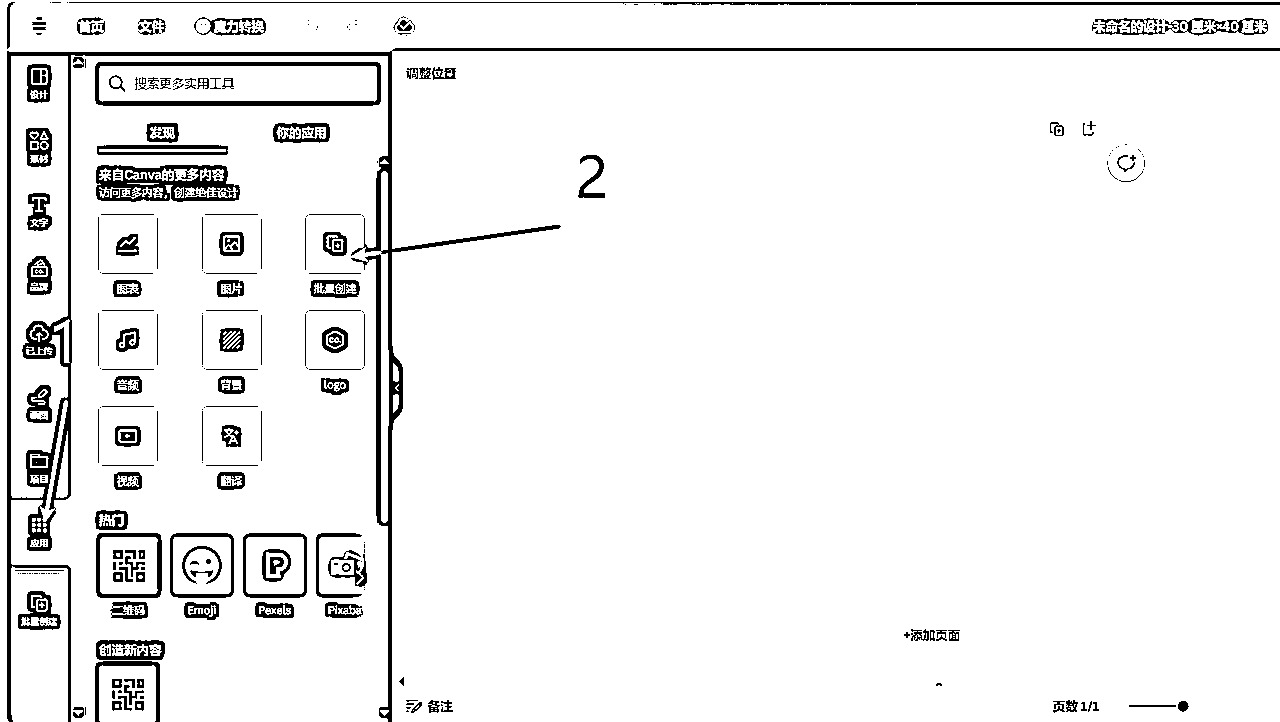 首页 文件 魔力转换 未命名的设计-30 厘米×40 厘米
设计
素材
文字
品牌
已上传
1
项目
应用
批量创建
搜索更多实用工具
发现 你的应用
来自Canva的更多内容
访问更多内容，创建绝佳设计
图表 图片 批量创建
音频 背景 logo
视频 翻译
热门
二维码 Emoji Pexels Pixaba
创造新内容
调整位置
2
+添加页面
备注 页数 1/1